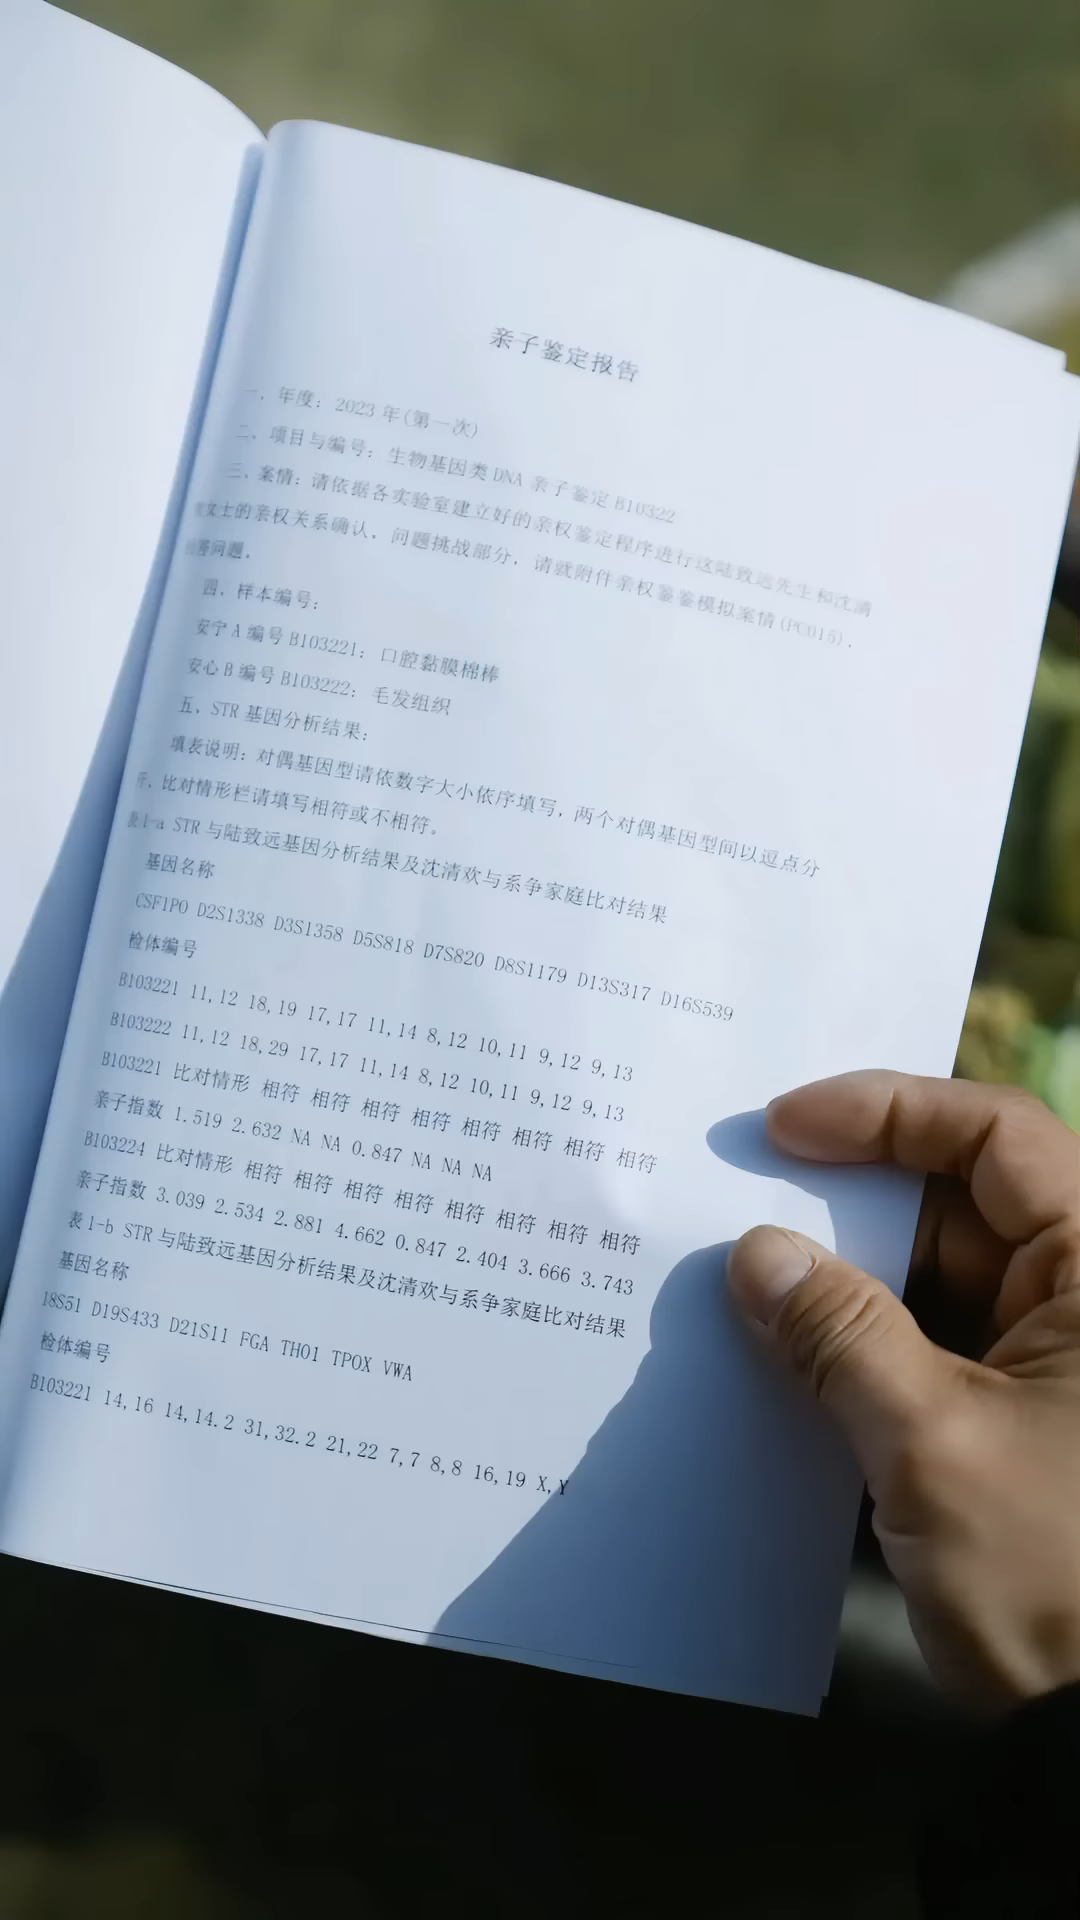 亲子鉴定报告
一、年度：2023 年(第一次)
二、项目与编号：生物基因类 DNA 亲子鉴定 B10322
三、案情：请依据各实验室建立好的亲权鉴定程序进行这陆致远先生和沈清
女士的亲权关系确认，问题挑战部分，请就附件亲权鉴鉴模拟案情(PC015)，
问题。
四、样本编号：
安宁 A 编号 B103221：口腔黏膜棉棒
安心 B 编号 B103222：毛发组织
五、STR 基因分析结果：
填表说明：对偶基因型请依数字大小依序填写，两个对偶基因型间以逗点分
开，比对情形栏请填写相符或不相符。
表1-a STR 与陆致远基因分析结果及沈清欢与系争家庭比对结果
基因名称
CSF1PO D2S1338 D3S1358 D5S818 D7S820 D8S1179 D13S317 D16S539
检体编号
B103221 11,12 18,19 17,17 11,14 8,12 10,11 9,12 9,13
B103222 11,12 18,29 17,17 11,14 8,12 10,11 9,12 9,13
B103221 比对情形 相符 相符 相符 相符 相符 相符 相符 相符
亲子指数 1.519 2.632 NA NA 0.847 NA NA NA
B103224 比对情形 相符 相符 相符 相符 相符 相符 相符 相符
亲子指数 3.039 2.534 2.881 4.662 0.847 2.404 3.666 3.743
表 1-b STR 与陆致远基因分析结果及沈清欢与系争家庭比对结果
基因名称
18S51 D19S433 D21S11 FGA TH01 TPOX VWA
检体编号
B103221 14,16 14,14.2 31,32.2 21,22 7,7 8,8 16,19 X,Y